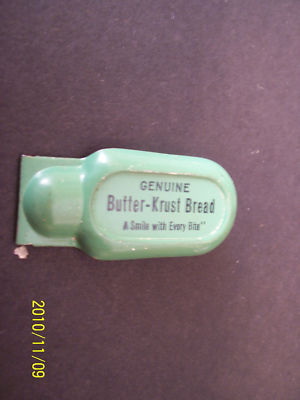 GENUINE
Butter-Krust Bread
"A Smile with Every Bite"
2010/11/09